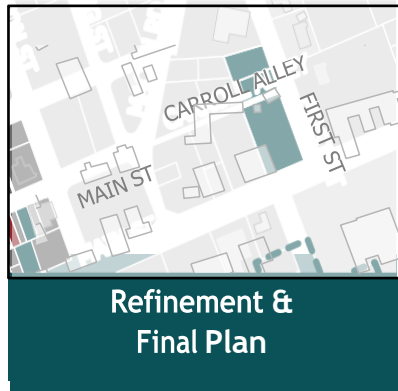 CARROLL ALLEY
FIRST ST
MAIN ST
Refinement &
Final Plan